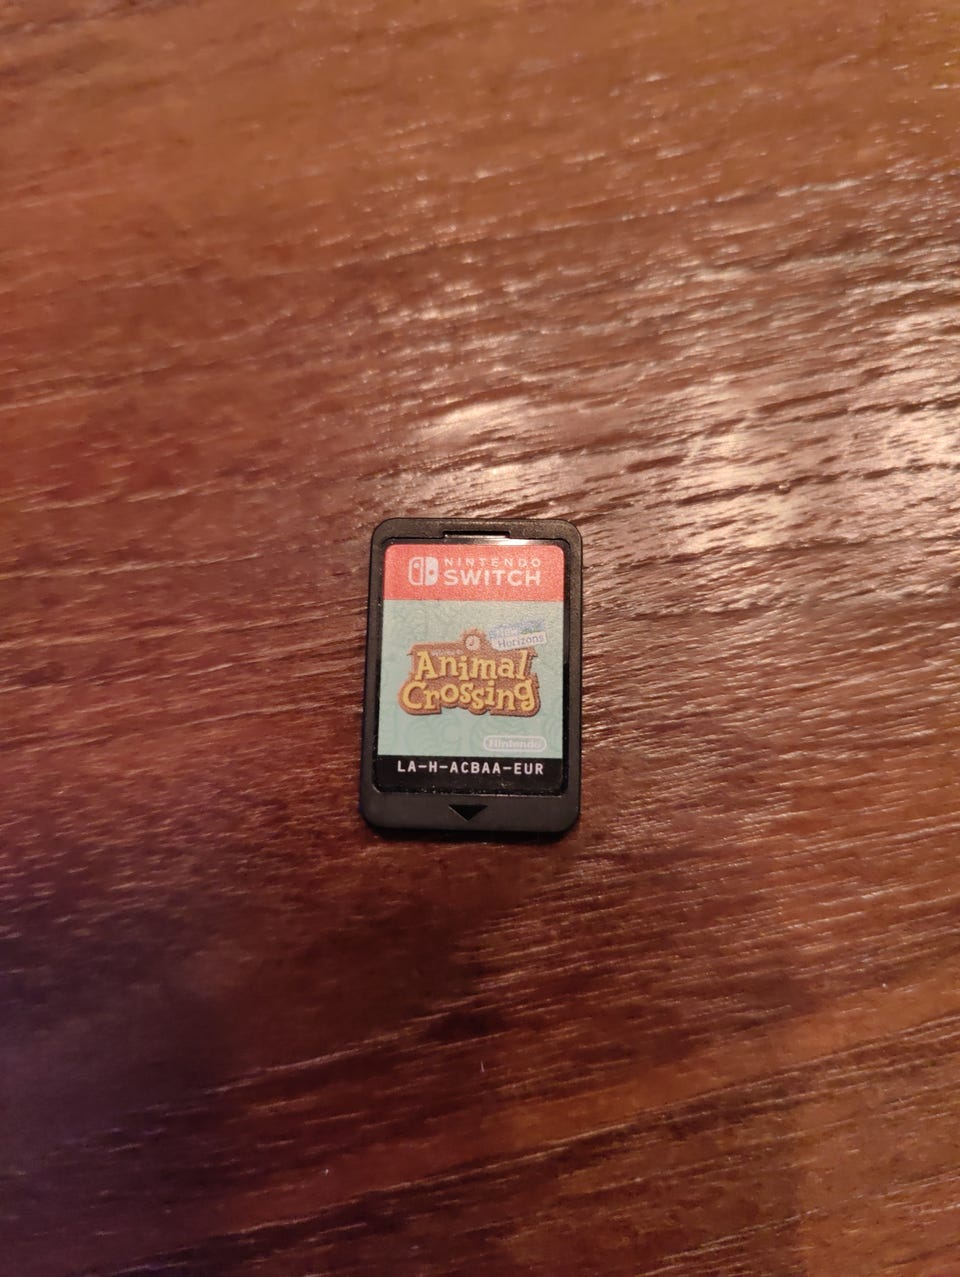 NINTENDO
SWITCH
New
Horizons
Animal
Crossing
Nintendo
LA-H-ACBAA-EUR